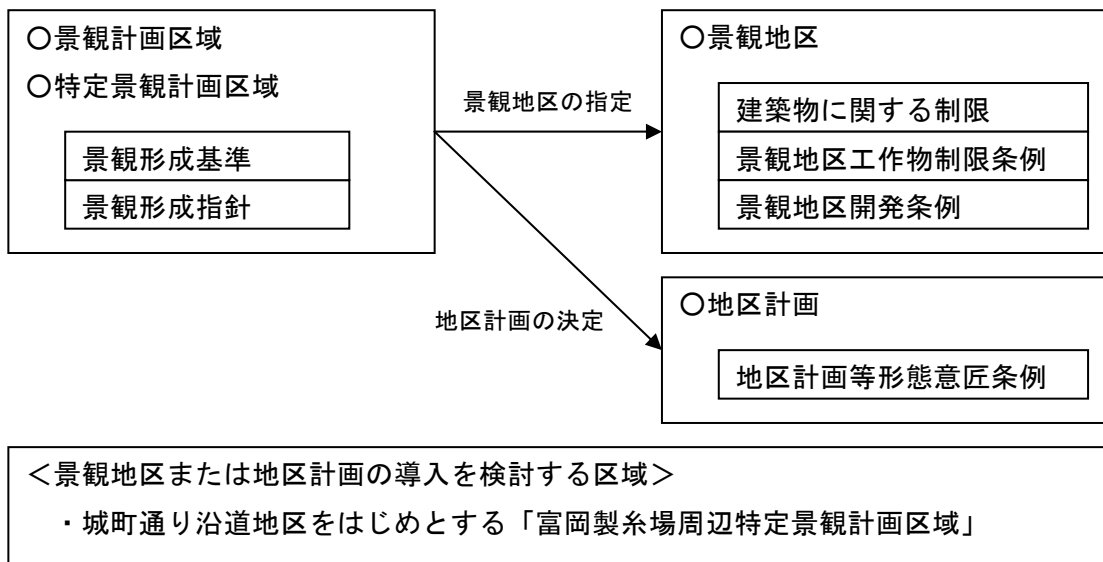 〇景観計画区域
〇特定景観計画区域
景観形成基準
景観形成指針
景観地区の指定
地区計画の決定
〇景観地区
建築物に関する制限
景観地区工作物制限条例
景観地区開発条例
〇地区計画
地区計画等形態意匠条例
＜景観地区または地区計画の導入を検討する区域＞
・城町通り沿道地区をはじめとする「富岡製糸場周辺特定景観計画区域」